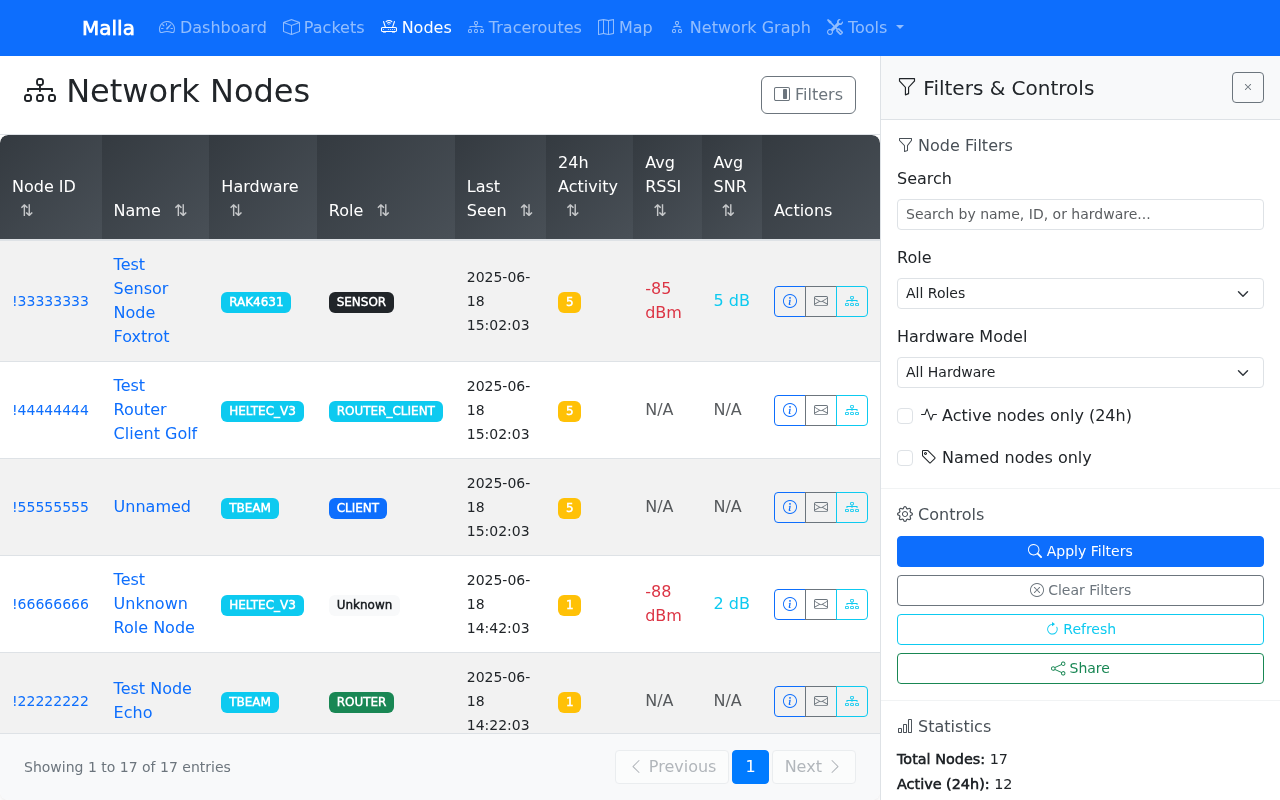 Malla Dashboard Packets Nodes Traceroutes Map Network Graph Tools
Network Nodes
Filters
Node ID Name Hardware Role Last Seen 24h Activity Avg RSSI Avg SNR Actions
!33333333 Test Sensor Node Foxtrot RAK4631 SENSOR 2025-06-18 15:02:03 5 -85 dBm 5 dB
!44444444 Test Router Client Golf HELTEC_V3 ROUTER_CLIENT 2025-06-18 15:02:03 5 N/A N/A
!55555555 Unnamed TBEAM CLIENT 2025-06-18 15:02:03 5 N/A N/A
!66666666 Test Unknown Role Node HELTEC_V3 Unknown 2025-06-18 14:42:03 1 -88 dBm 2 dB
!22222222 Test Node Echo TBEAM ROUTER 2025-06-18 14:22:03 1 N/A N/A
Showing 1 to 17 of 17 entries
Previous 1 Next
Filters & Controls ×
Node Filters
Search
Search by name, ID, or hardware...
Role
All Roles
Hardware Model
All Hardware
Active nodes only (24h)
Named nodes only
Controls
Apply Filters
Clear Filters
Refresh
Share
Statistics
Total Nodes: 17
Active (24h): 12